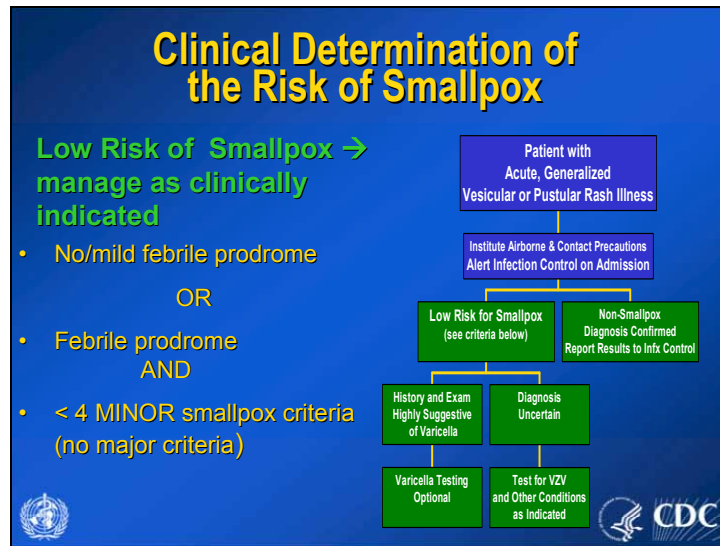 Clinical Determination of
the Risk of Smallpox
Low Risk of Smallpox →
manage as clinically
indicated
• No/mild febrile prodrome
OR
• Febrile prodrome
AND
• < 4 MINOR smallpox criteria
(no major criteria)
Patient with
Acute, Generalized
Vesicular or Pustular Rash Illness
Institute Airborne & Contact Precautions
Alert Infection Control on Admission
Low Risk for Smallpox
(see criteria below)
Non-Smallpox
Diagnosis Confirmed
Report Results to Infx Control
History and Exam
Highly Suggestive
of Varicella
Diagnosis
Uncertain
Varicella Testing
Optional
Test for VZV
and Other Conditions
as Indicated
CDC